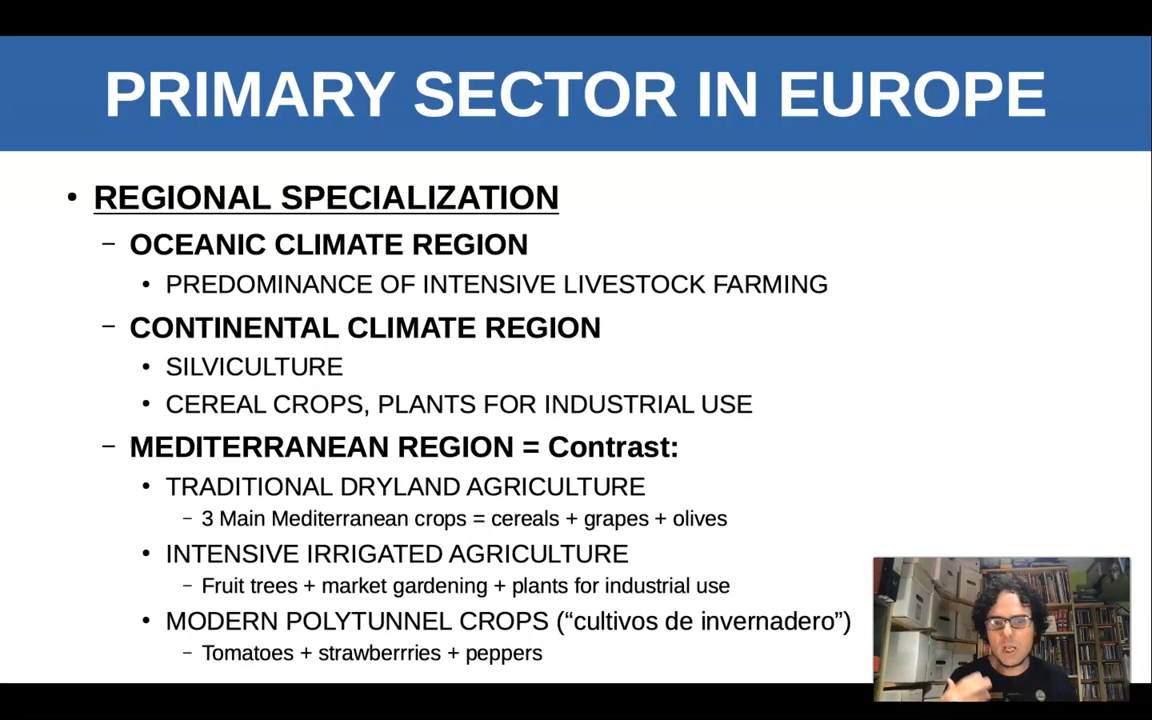 PRIMARY SECTOR IN EUROPE
• REGIONAL SPECIALIZATION
– OCEANIC CLIMATE REGION
• PREDOMINANCE OF INTENSIVE LIVESTOCK FARMING
– CONTINENTAL CLIMATE REGION
• SILVICULTURE
• CEREAL CROPS, PLANTS FOR INDUSTRIAL USE
– MEDITERRANEAN REGION = Contrast:
• TRADITIONAL DRYLAND AGRICULTURE
– 3 Main Mediterranean crops = cereals + grapes + olives
• INTENSIVE IRRIGATED AGRICULTURE
– Fruit trees + market gardening + plants for industrial use
• MODERN POLYTUNNEL CROPS (“cultivos de invernadero”)
– Tomatoes + strawberrries + peppers